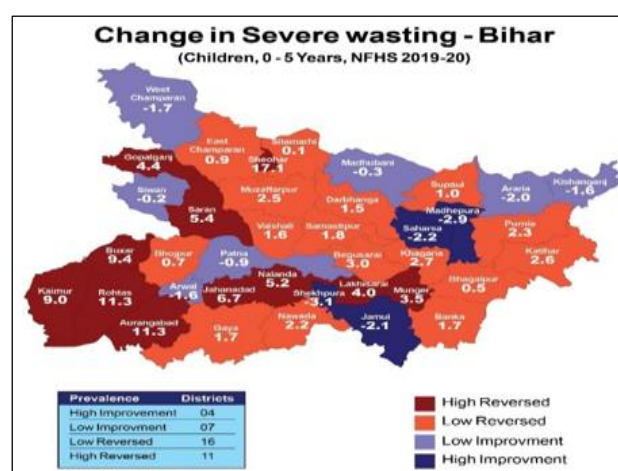 Change in Severe wasting - Bihar
(Children, 0 - 5 Years, NFHS 2019-20)
West
Champaran
-1.7
East
Champaran
0.9
Sitamarhi
0.1
Gopalganj
4.4
Sheohar
17.1
Madhubani
-0.3
Siwan
-0.2
Muzaffarpur
2.5
Supaul
1.0
Araria
-2.0
Kishanganj
-1.6
Saran
5.4
Darbhanga
1.5
Madhepura
-2.9
Vaishali
1.6
Samastipur
1.8
Saharsa
-2.2
Purnie
2.3
Buxar
9.4
Bhojpur
0.7
Patna
-0.9
Begusarai
3.0
Khagaria
2.7
Katihar
2.6
Kaimur
9.0
Rohtas
11.3
Arwal
-1.6
Jahanabad
6.7
Nalanda
5.2
Shekhpura
-3.1
Lakhisarai
4.0
Munger
3.5
Bhagalpur
0.5
Aurangabad
11.3
Gaya
1.7
Nawada
2.2
Jamui
-2.1
Banka
1.7
Prevalence Districts
High Improvement 04
Low Improvment 07
Low Reversed 16
High Reversed 11
High Reversed
Low Reversed
Low Improvment
High Improvment